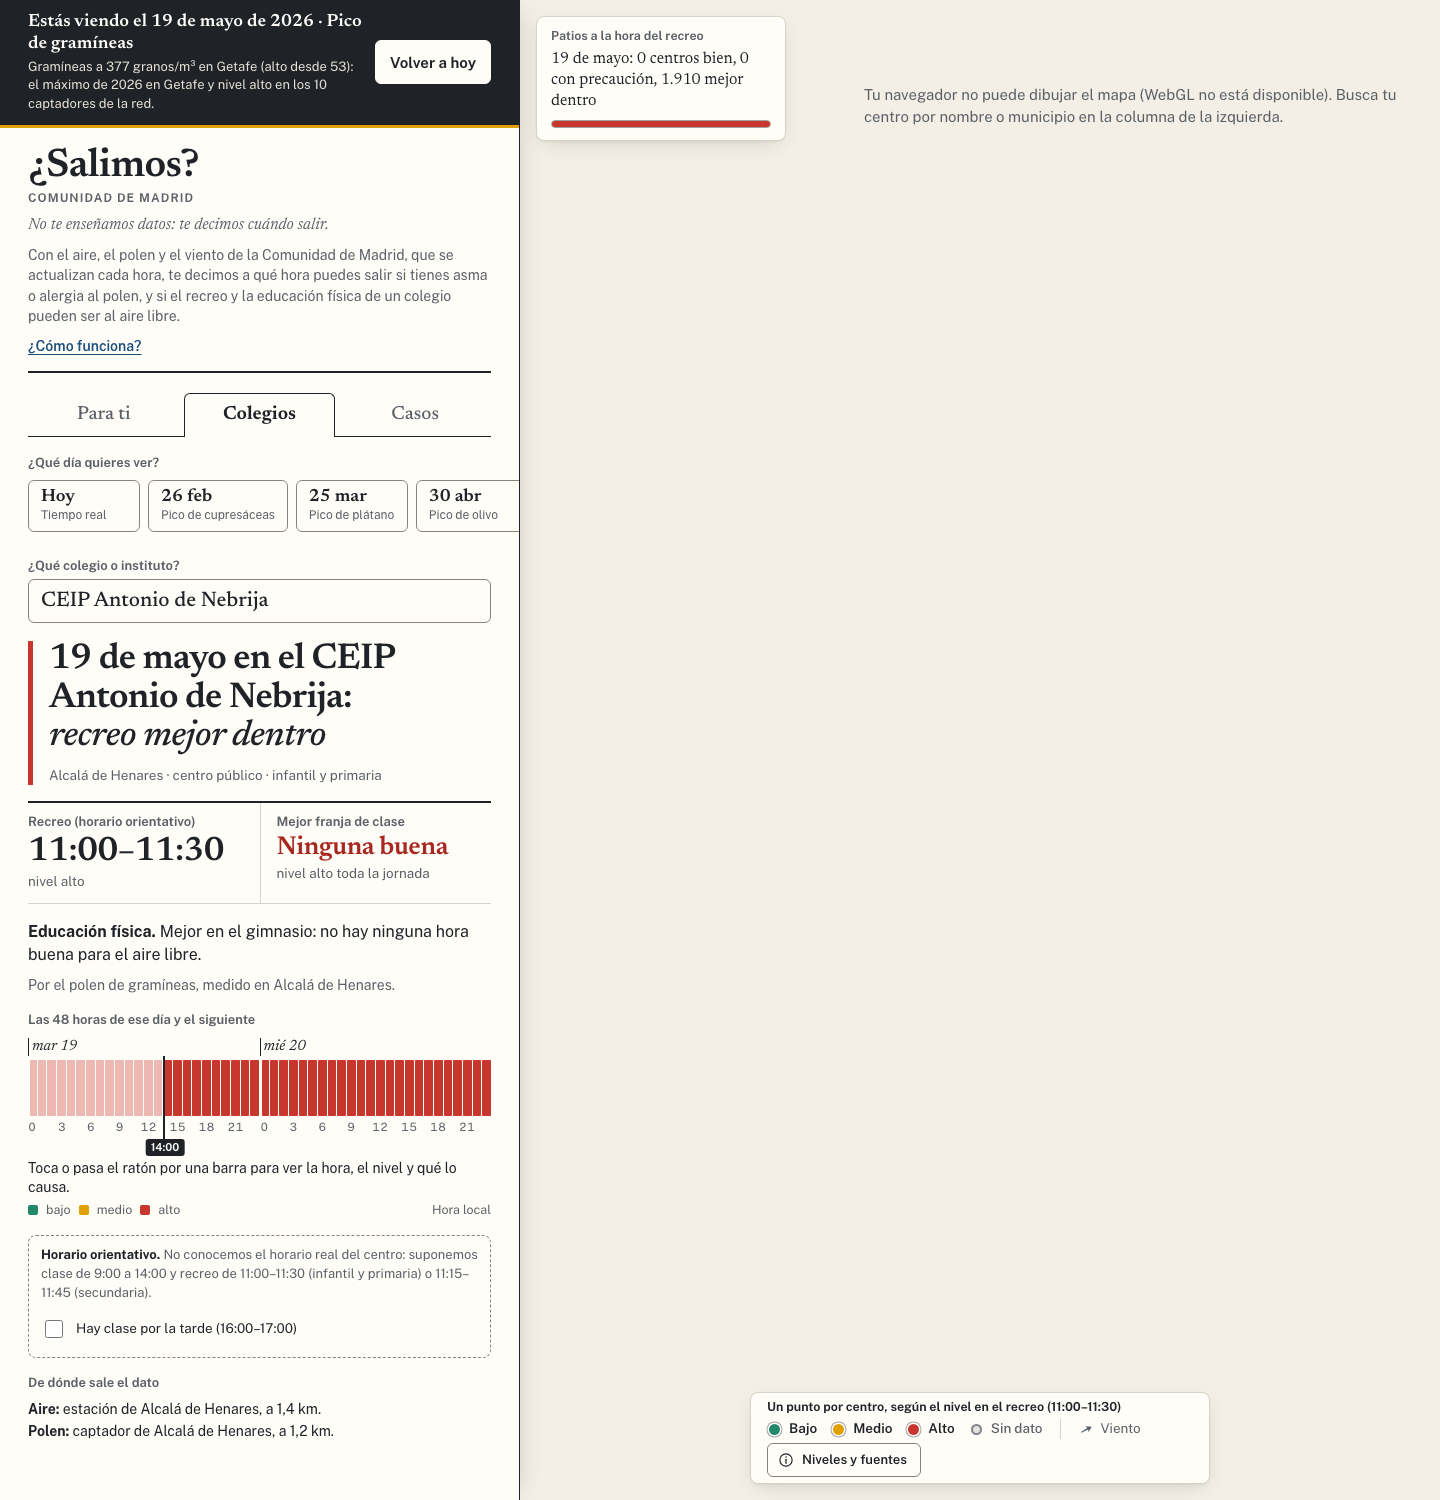 Estás viendo el 19 de mayo de 2026 · Pico
de gramíneas
Gramíneas a 377 granos/m³ en Getafe (alto desde 53):
el máximo de 2026 en Getafe y nivel alto en los 10
captadores de la red.
Volver a hoy
¿Salimos?
COMUNIDAD DE MADRID
No te enseñamos datos: te decimos cuándo salir.
Con el aire, el polen y el viento de la Comunidad de Madrid, que se
actualizan cada hora, te decimos a qué hora puedes salir si tienes asma
o alergia al polen, y si el recreo y la educación física de un colegio
pueden ser al aire libre.
¿Cómo funciona?
Para ti
Colegios
Casos
¿Qué día quieres ver?
Hoy
Tiempo real
26 feb
Pico de cupresáceas
25 mar
Pico de plátano
30 abr
Pico de olivo
¿Qué colegio o instituto?
CEIP Antonio de Nebrija
19 de mayo en el CEIP
Antonio de Nebrija:
recreo mejor dentro
Alcalá de Henares · centro público · infantil y primaria
Recreo (horario orientativo)
11:00–11:30
nivel alto
Mejor franja de clase
Ninguna buena
nivel alto toda la jornada
Educación física. Mejor en el gimnasio: no hay ninguna hora
buena para el aire libre.
Por el polen de gramíneas, medido en Alcalá de Henares.
Las 48 horas de ese día y el siguiente
mar 19 mié 20
0 3 6 9 12 15 18 21 0 3 6 9 12 15 18 21
14:00
Toca o pasa el ratón por una barra para ver la hora, el nivel y qué lo
causa.
bajo medio alto Hora local
Horario orientativo. No conocemos el horario real del centro: suponemos
clase de 9:00 a 14:00 y recreo de 11:00–11:30 (infantil y primaria) o 11:15–
11:45 (secundaria).
Hay clase por la tarde (16:00–17:00)
De dónde sale el dato
Aire: estación de Alcalá de Henares, a 1,4 km.
Polen: captador de Alcalá de Henares, a 1,2 km.
Patios a la hora del recreo
19 de mayo: 0 centros bien, 0
con precaución, 1.910 mejor
dentro
Tu navegador no puede dibujar el mapa (WebGL no está disponible). Busca tu
centro por nombre o municipio en la columna de la izquierda.
Un punto por centro, según el nivel en el recreo (11:00–11:30)
Bajo Medio Alto Sin dato Viento
Niveles y fuentes